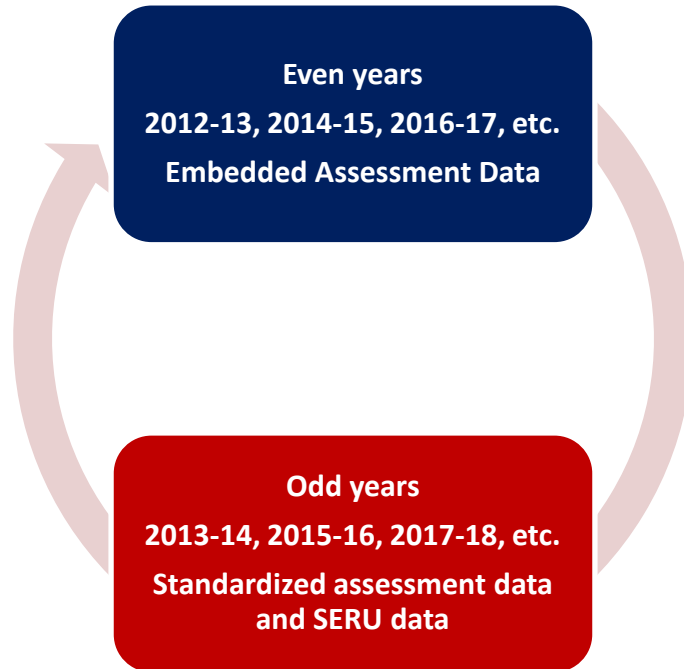 Even years
2012-13, 2014-15, 2016-17, etc.
Embedded Assessment Data
Odd years
2013-14, 2015-16, 2017-18, etc.
Standardized assessment data
and SERU data